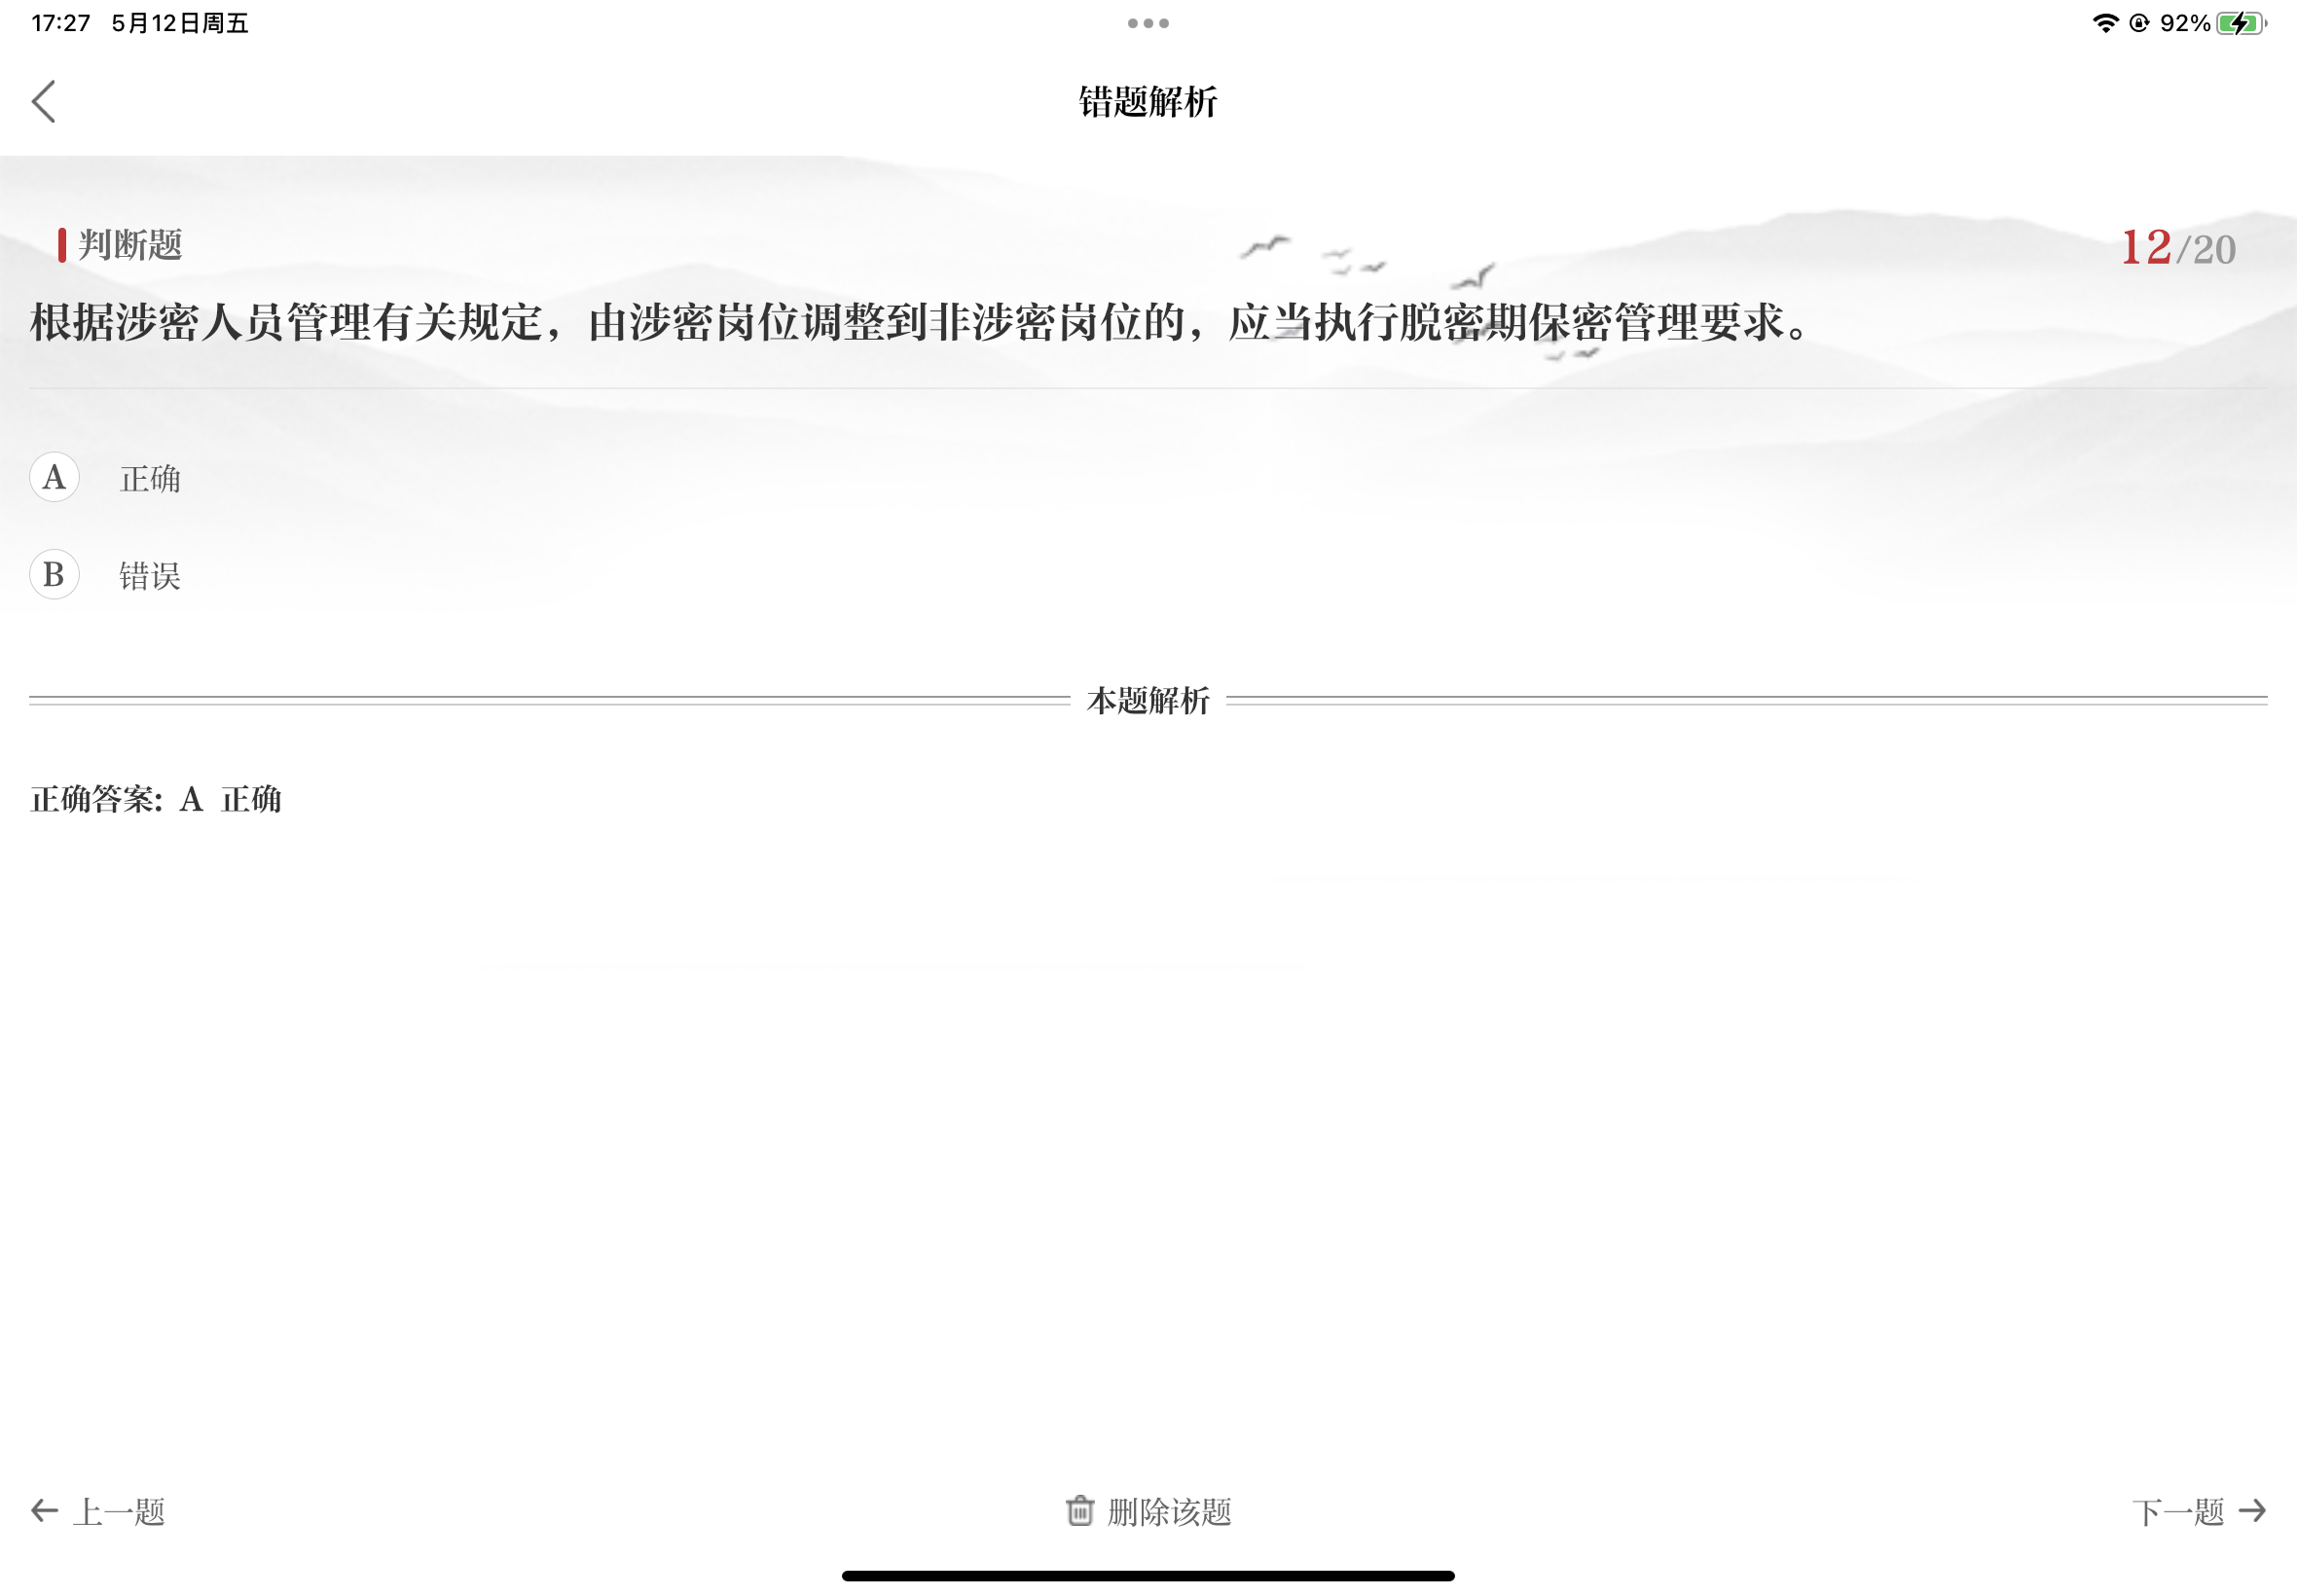 17:27 5月12日周五
92%
错题解析
判断题
12/20
根据涉密人员管理有关规定，由涉密岗位调整到非涉密岗位的，应当执行脱密期保密管理要求。
A 正确
B 错误
本题解析
正确答案: A 正确
上一题 删除该题 下一题